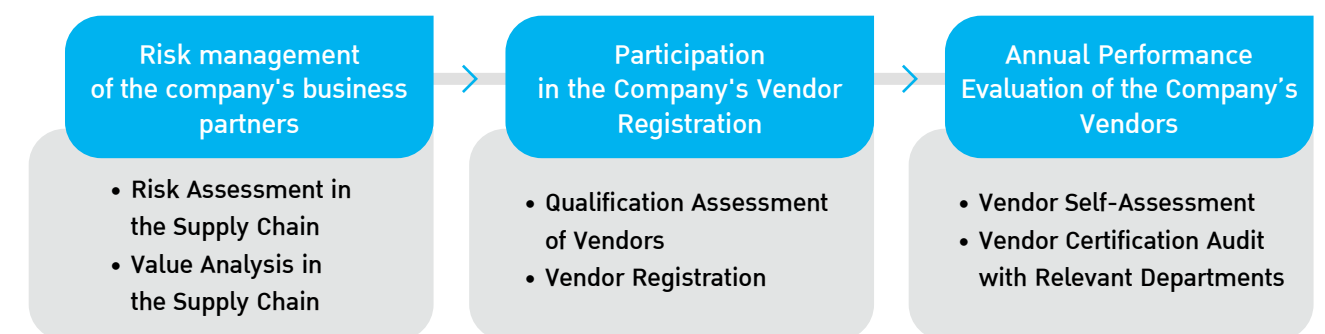 Risk management
of the company's business
partners
• Risk Assessment in
the Supply Chain
• Value Analysis in
the Supply Chain
Participation
in the Company's Vendor
Registration
• Qualification Assessment
of Vendors
• Vendor Registration
Annual Performance
Evaluation of the Company’s
Vendors
• Vendor Self-Assessment
• Vendor Certification Audit
with Relevant Departments